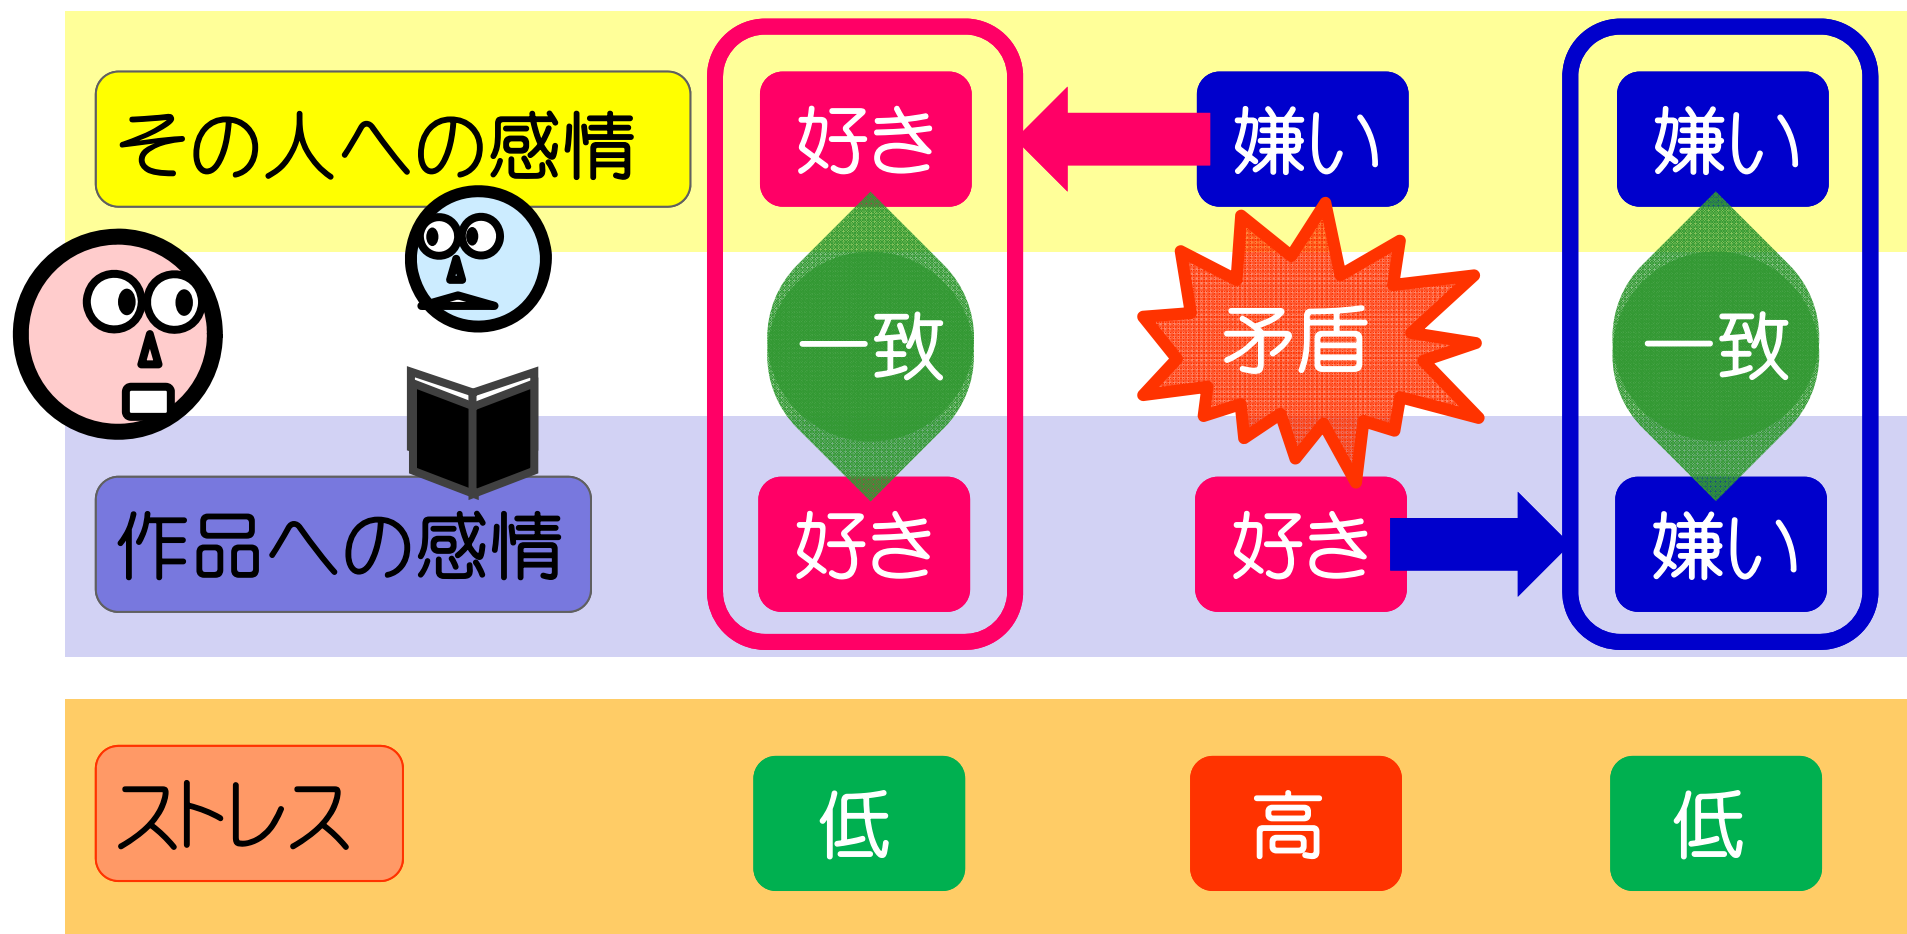 その人への感情
好き
嫌い
嫌い
一致
矛盾
一致
作品への感情
好き
好き
嫌い
ストレス
低
高
低